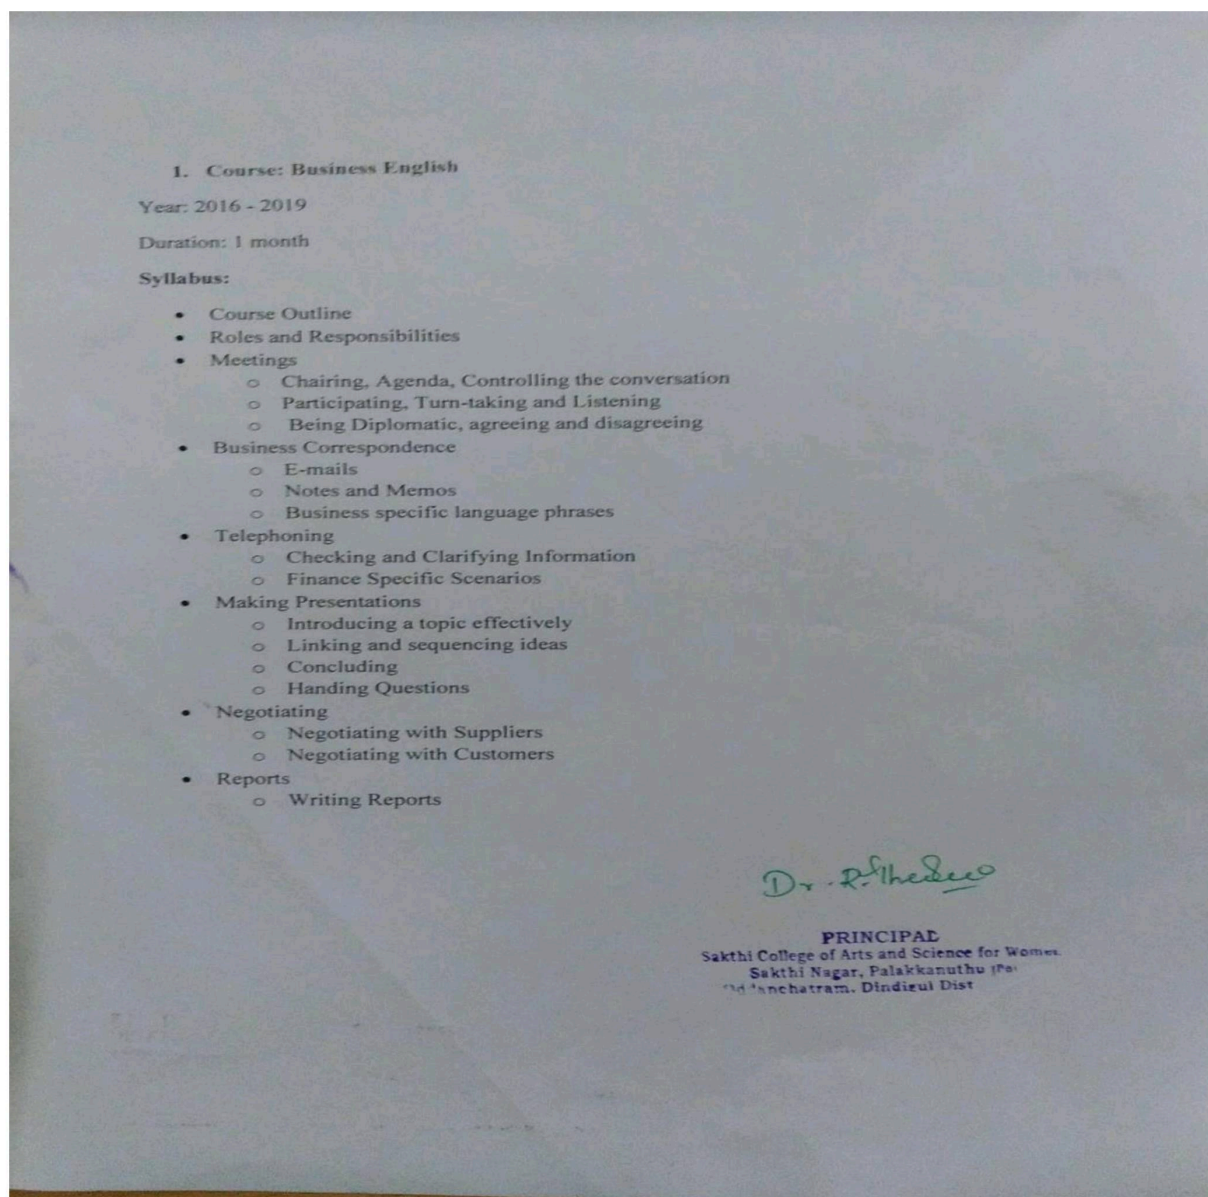 1. Course: Business English
Year: 2016 - 2019
Duration: 1 month
Syllabus:
• Course Outline
• Roles and Responsibilities
• Meetings
o Chairing, Agenda, Controlling the conversation
o Participating, Turn-taking and Listening
o Being Diplomatic, agreeing and disagreeing
• Business Correspondence
o E-mails
o Notes and Memos
o Business specific language phrases
• Telephoning
o Checking and Clarifying Information
o Finance Specific Scenarios
• Making Presentations
o Introducing a topic effectively
o Linking and sequencing ideas
o Concluding
o Handing Questions
• Negotiating
o Negotiating with Suppliers
o Negotiating with Customers
• Reports
o Writing Reports
Dr. R.
PRINCIPAL
Sakthi College of Arts and Science for Women.
Sakthi Nagar, Palakkanuthu (Po)
Dindigul Dist